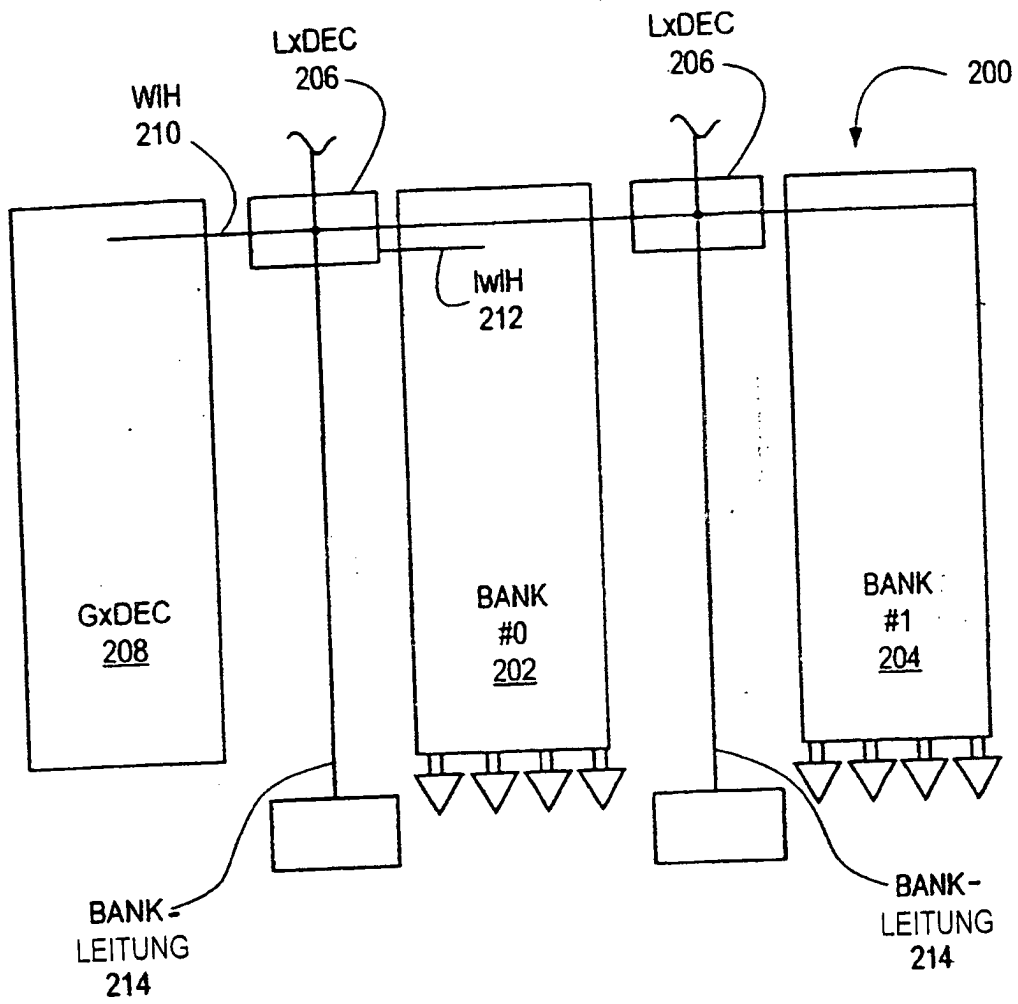 LxDEC
206
LxDEC
206
200
WlH
210
lwlH
212
GxDEC
208
BANK
#0
202
BANK
#1
204
BANK-
LEITUNG
214
BANK-
LEITUNG
214